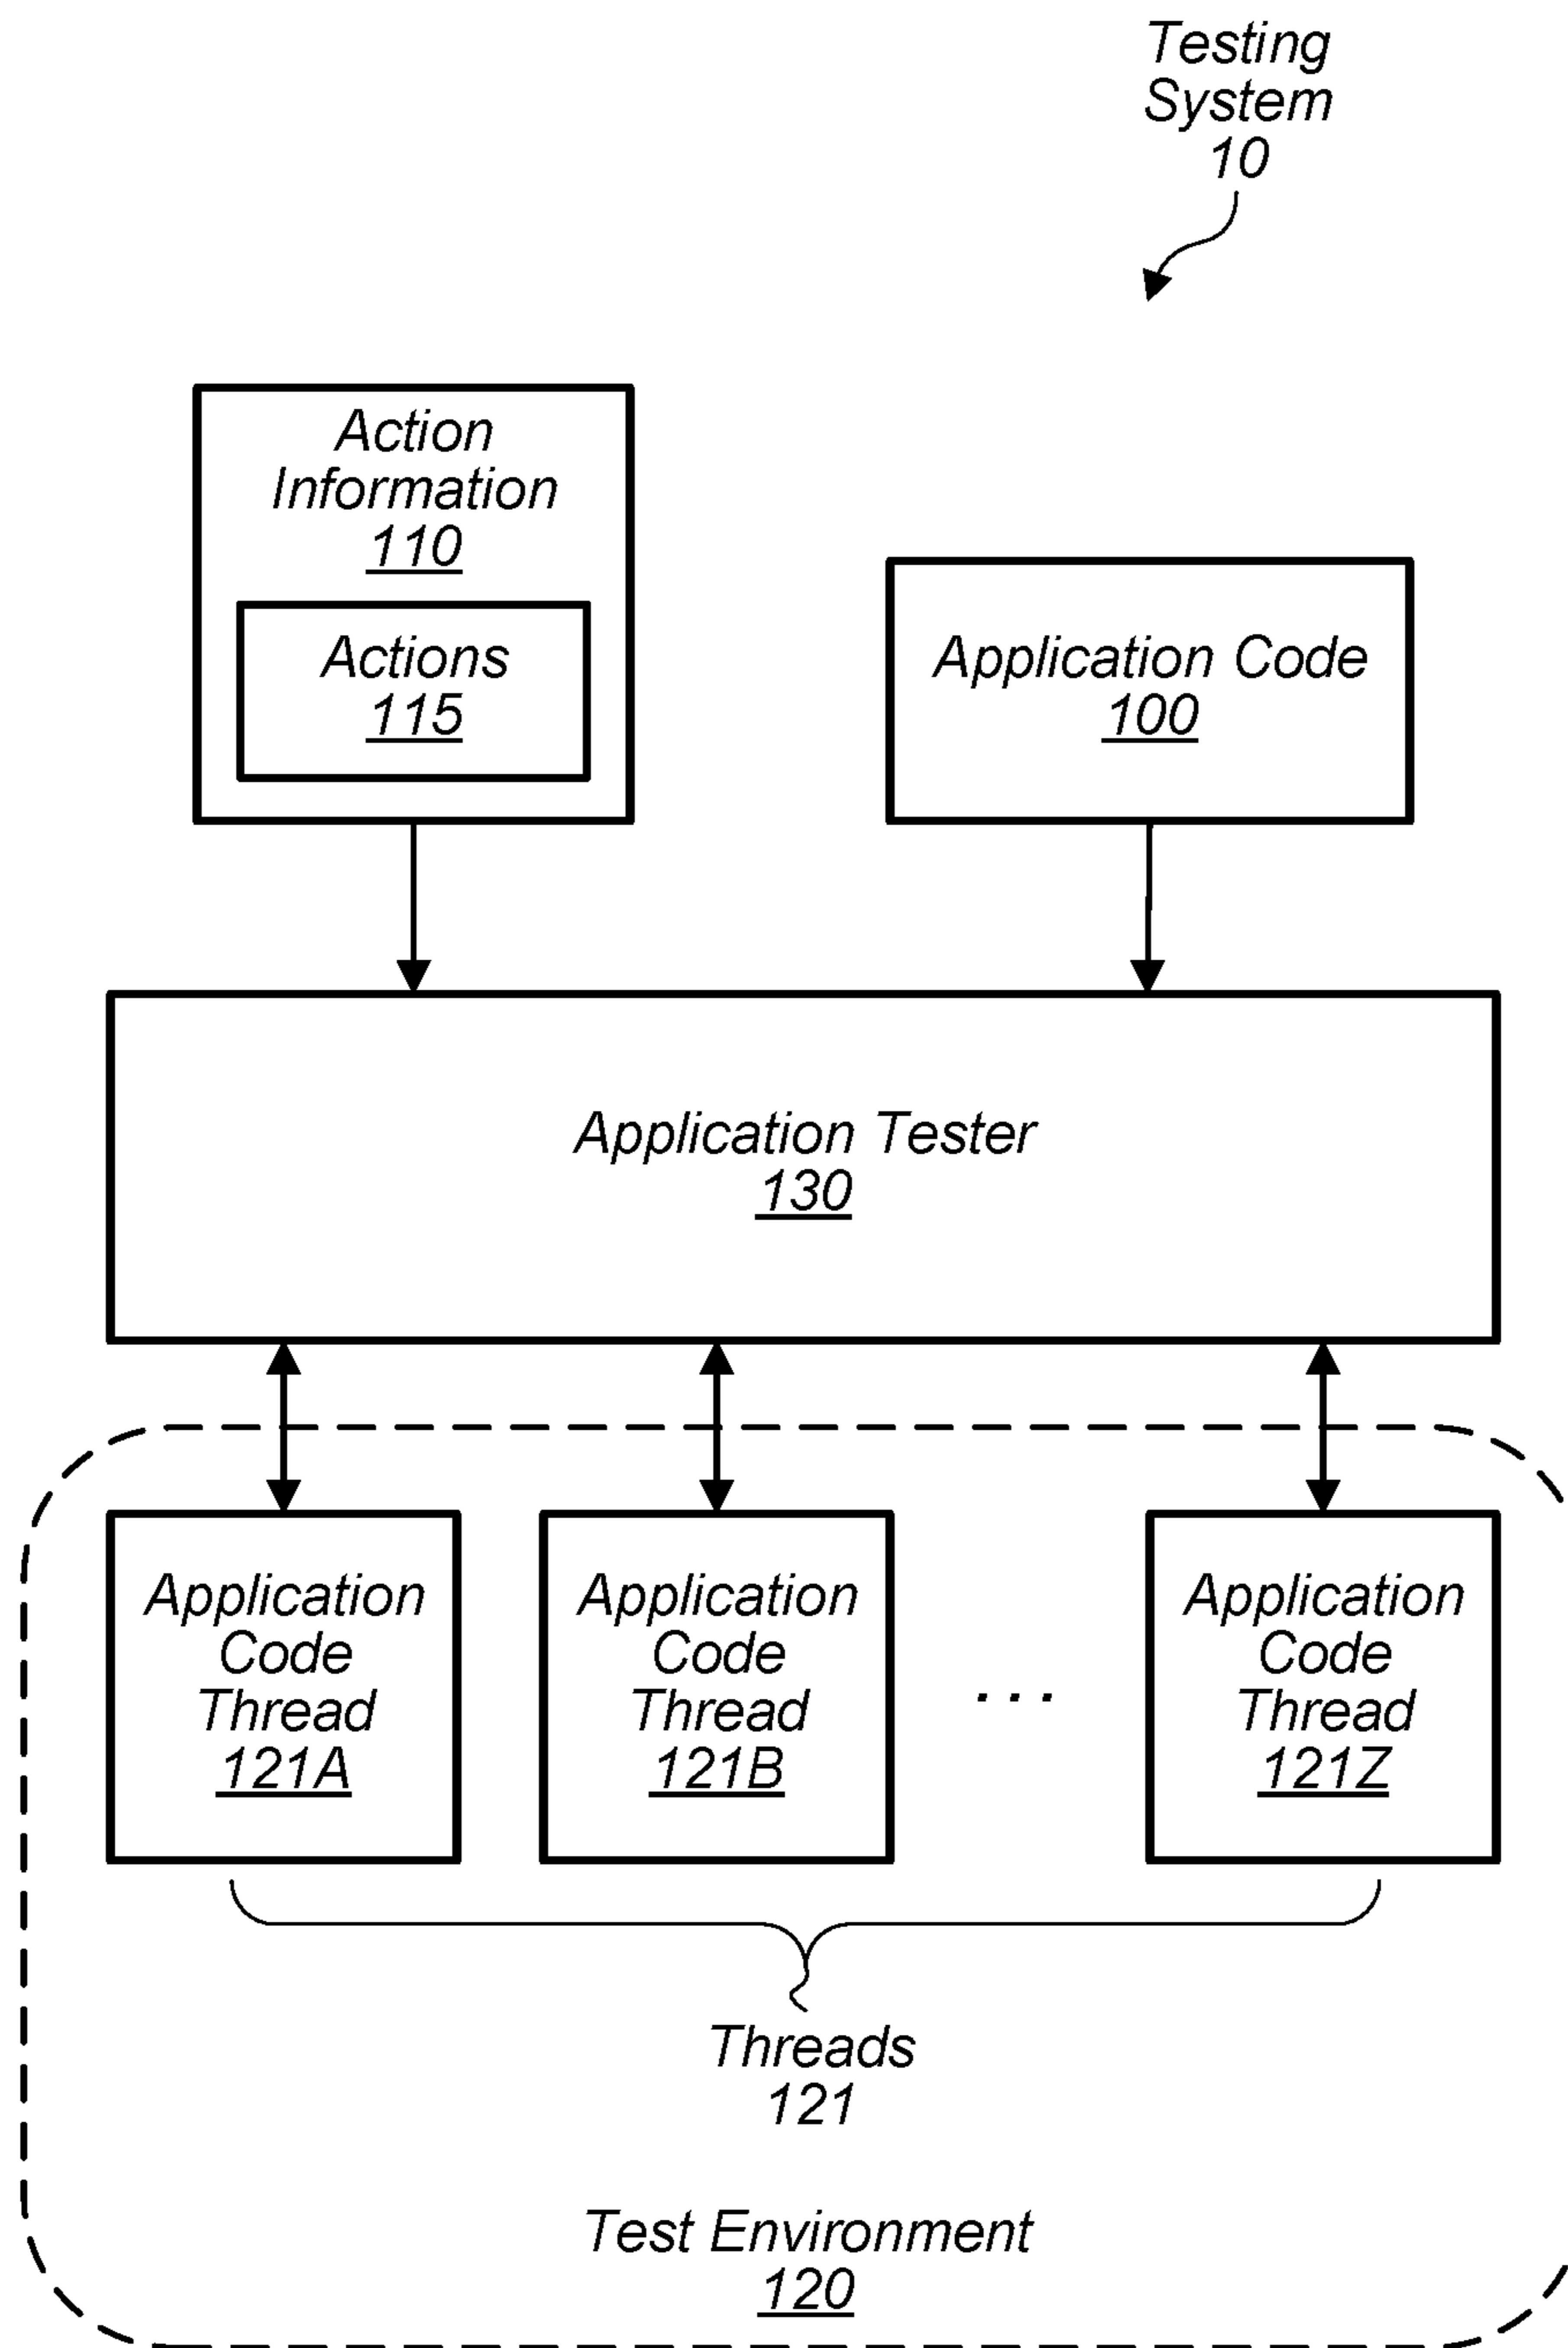 Testing
System
10
Action
Information
110
Actions
115
Application Code
100
Application Tester
130
Application
Code
Thread
121A
Application
Code
Thread
121B
...
Application
Code
Thread
121Z
Threads
121
Test Environment
120